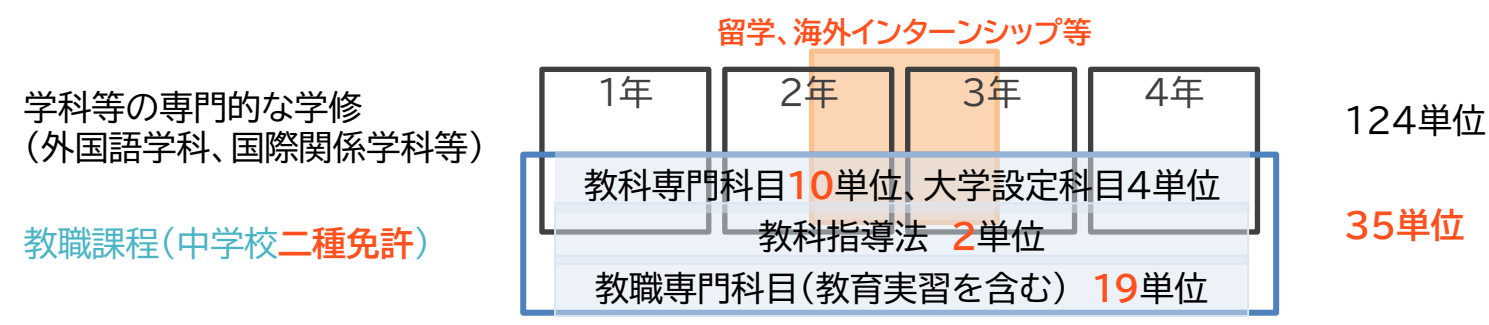 留学、海外インターンシップ等
1年
2年
3年
4年
学科等の専門的な学修
(外国語学科、国際関係学科等)
124単位
教科専門科目10単位、大学設定科目4単位
教職課程(中学校二種免許)
教科指導法 2単位
35単位
教職専門科目(教育実習を含む) 19単位